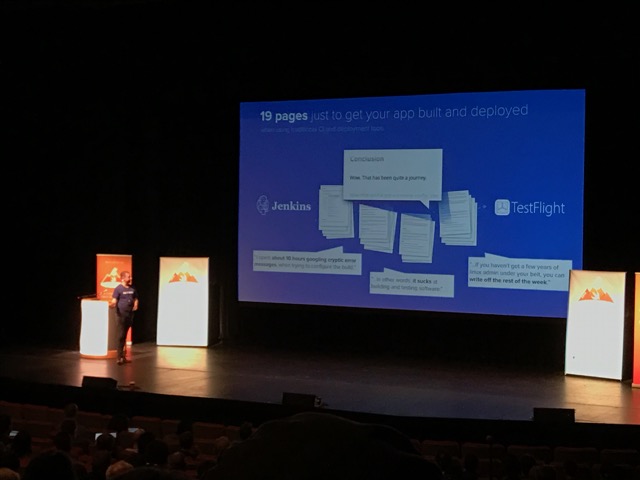 19 pages just to get your app built and deployed
when using traditional CI and deployment tools
Conclusion
Wow. That has been quite a journey.
Jenkins
TestFlight
about 10 hours googling cryptic error
messages, when trying to configure the build."
"...In other words: it sucks at
building and testing software."
"...If you haven't got a few years of
linux admin under your belt, you can
write off the rest of the week."